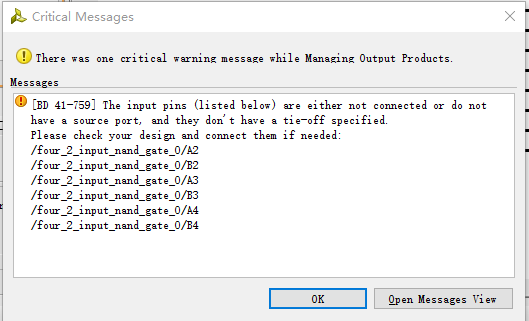 Critical Messages
There was one critical warning message while Managing Output Products.
Messages
[BD 41-759] The input pins (listed below) are either not connected or do not
have a source port, and they don't have a tie-off specified.
Please check your design and connect them if needed:
/four_2_input_nand_gate_0/A2
/four_2_input_nand_gate_0/B2
/four_2_input_nand_gate_0/A3
/four_2_input_nand_gate_0/B3
/four_2_input_nand_gate_0/A4
/four_2_input_nand_gate_0/B4
OK
Open Messages View